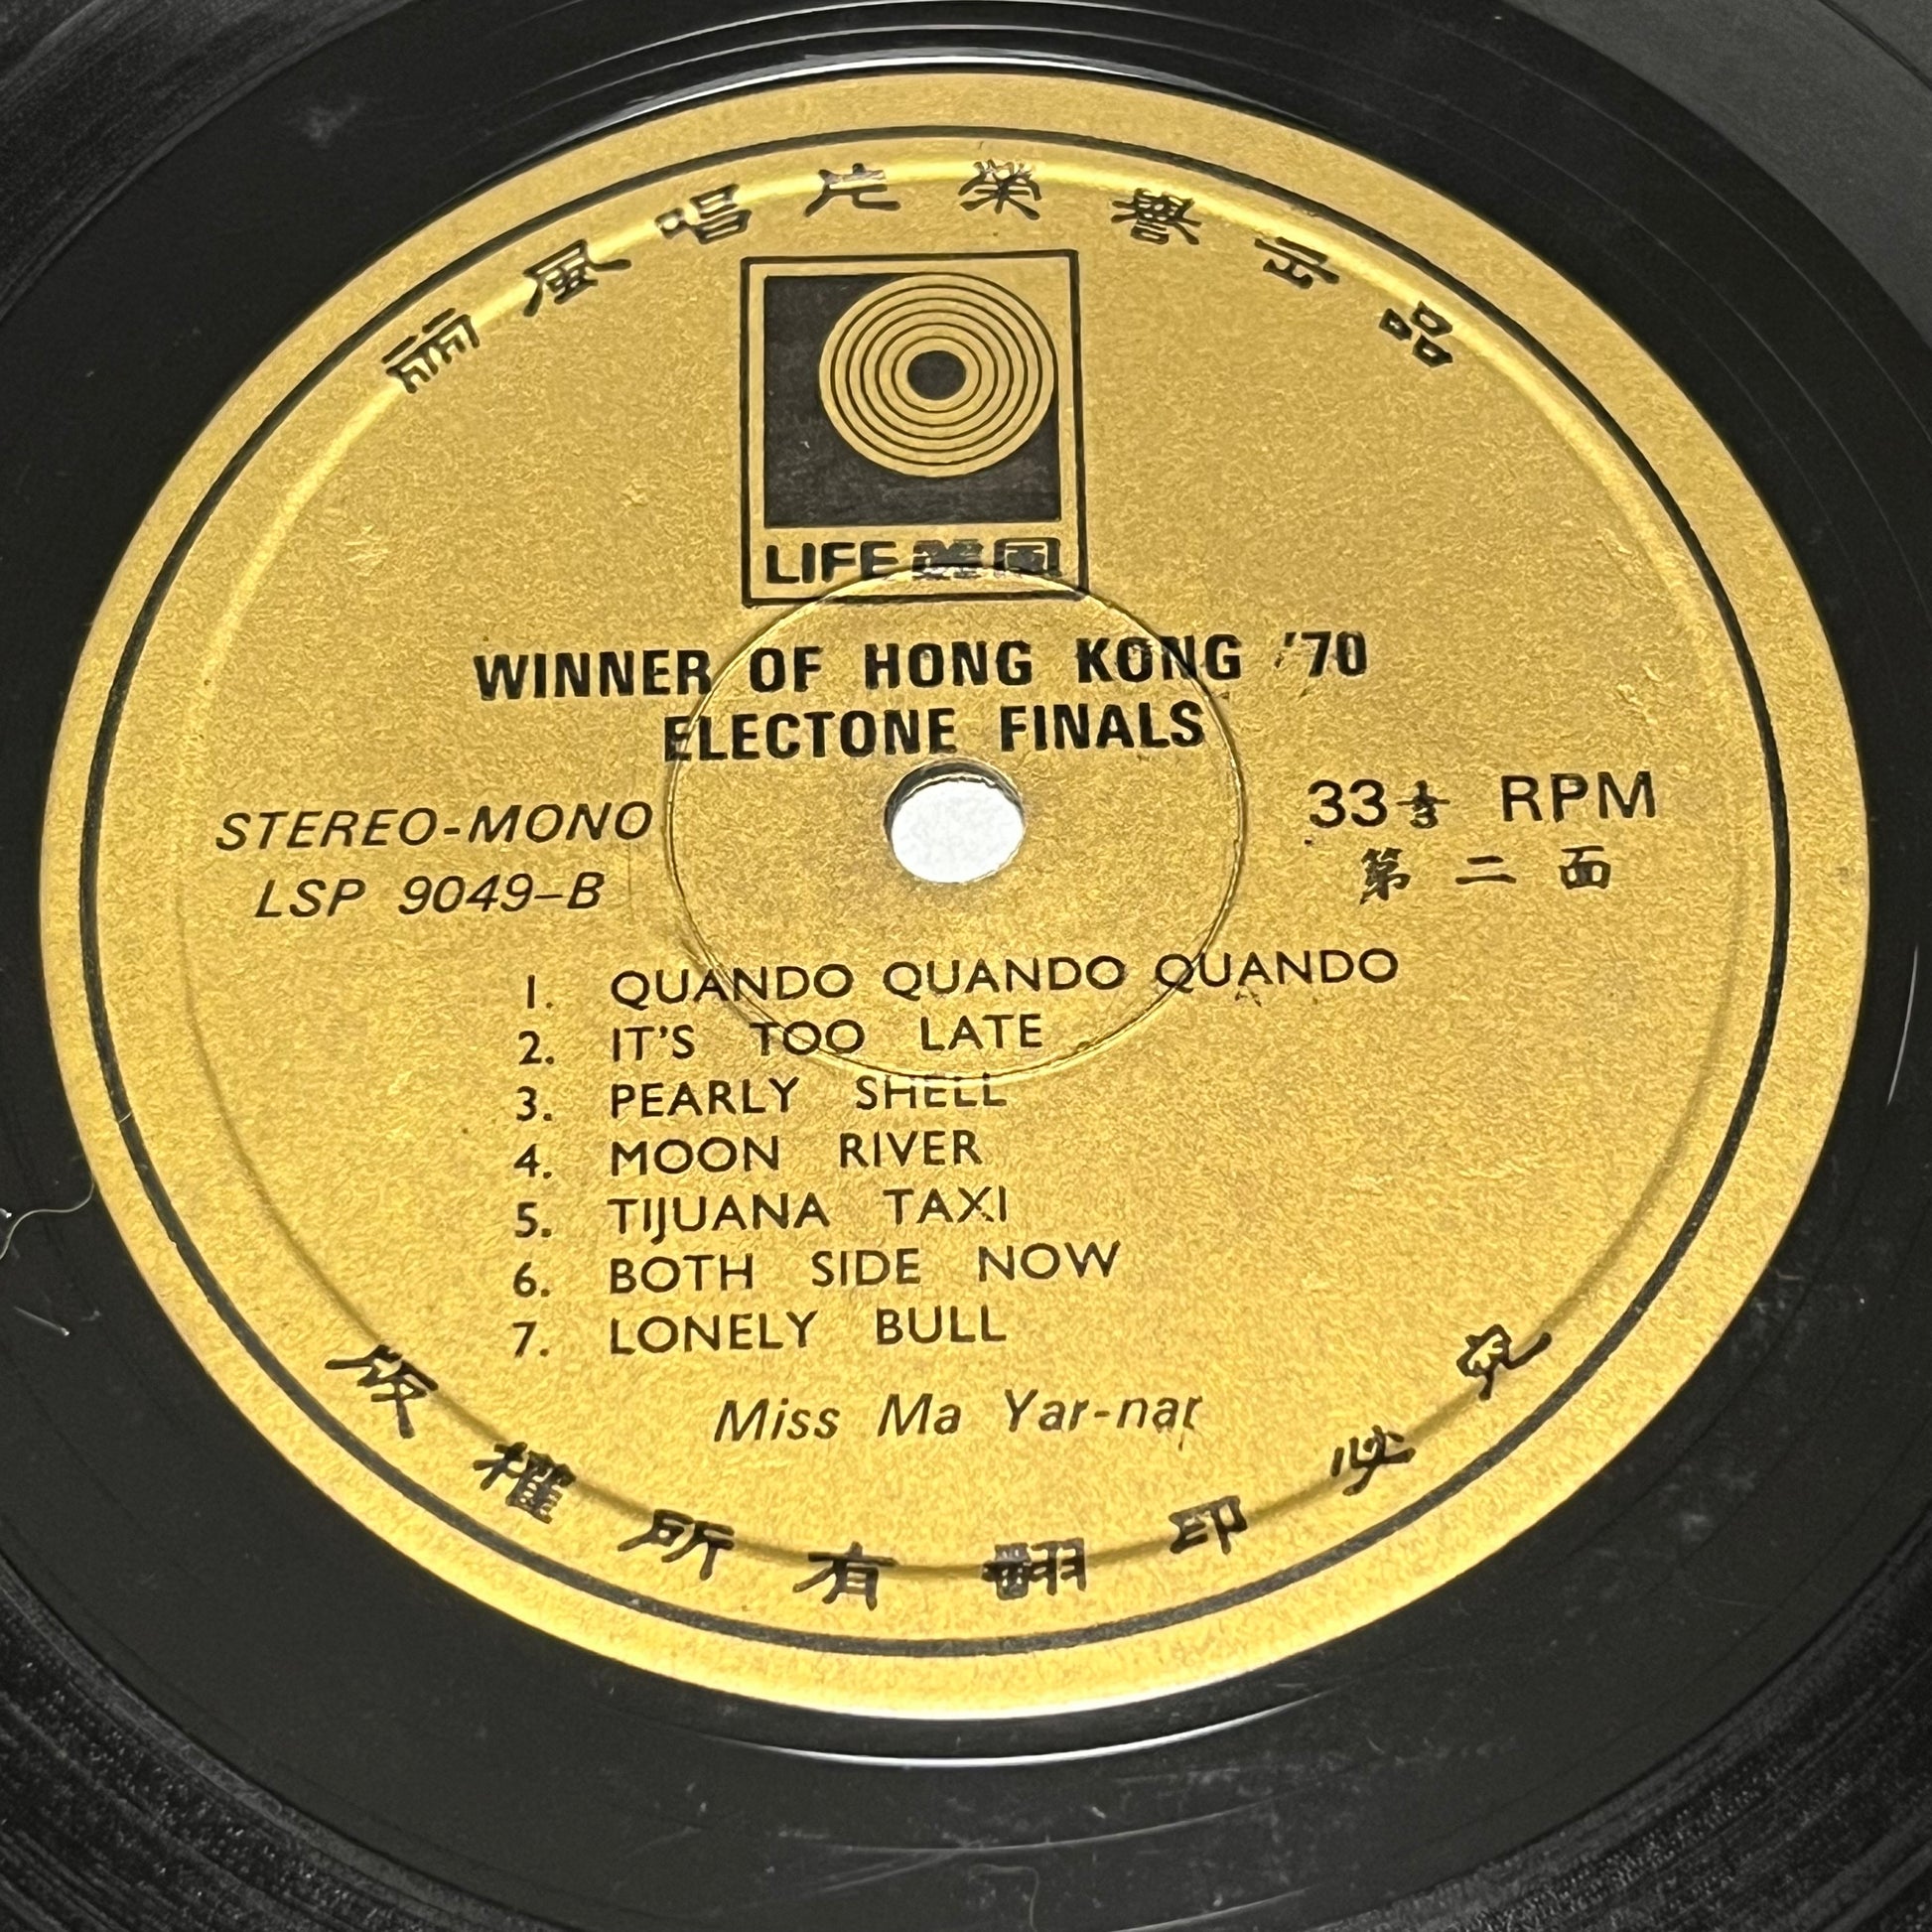 麗風唱片榮譽出品
LIFE 麗風
WINNER OF HONG KONG '70
ELECTONE FINALS
STEREO-MONO
LSP 9049-B
33⅓ RPM
第二面
1. QUANDO QUANDO QUANDO
2. IT'S TOO LATE
3. PEARLY SHELL
4. MOON RIVER
5. TIJUANA TAXI
6. BOTH SIDE NOW
7. LONELY BULL
Miss Ma Yar-nar
版權所有翻印必究